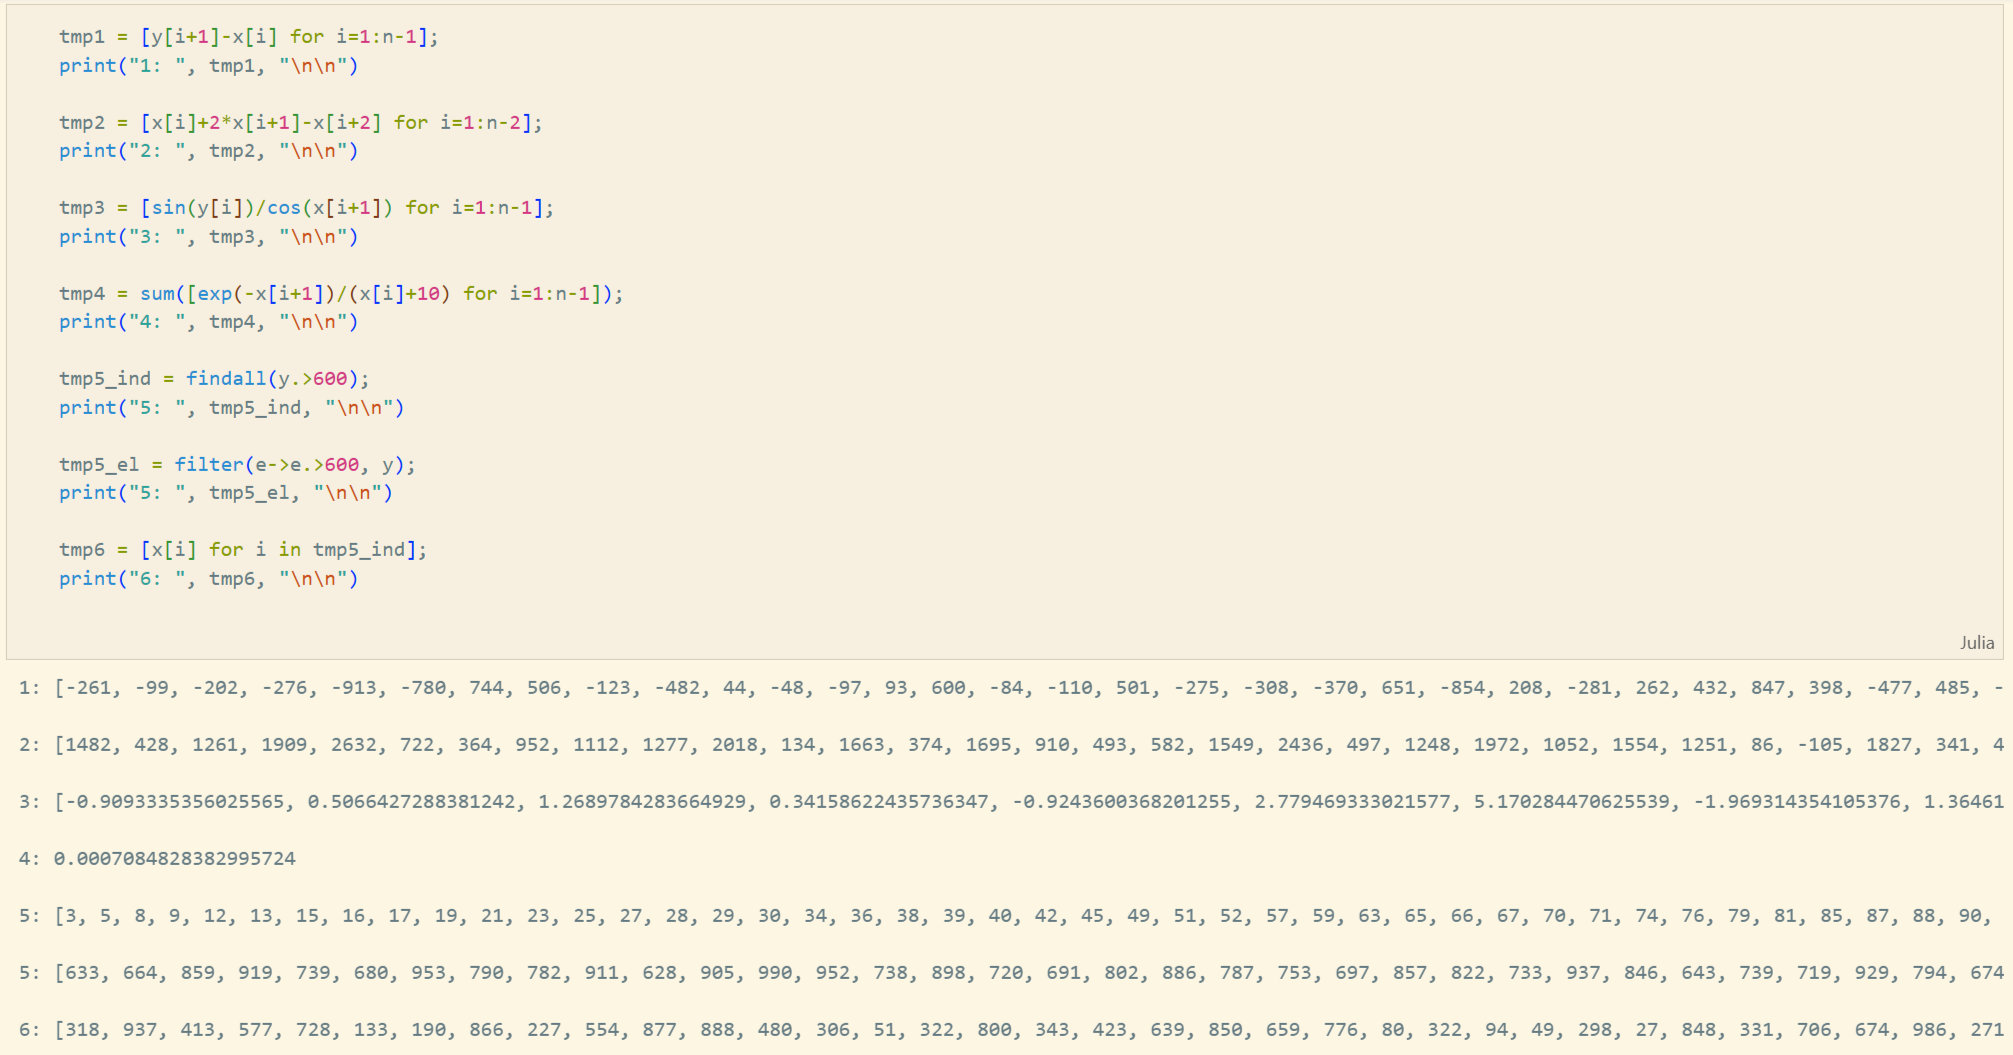 tmp1 = [y[i+1]-x[i] for i=1:n-1];
print("1: ", tmp1, "\n\n")
tmp2 = [x[i]+2*x[i+1]-x[i+2] for i=1:n-2];
print("2: ", tmp2, "\n\n")
tmp3 = [sin(y[i])/cos(x[i+1]) for i=1:n-1];
print("3: ", tmp3, "\n\n")
tmp4 = sum([exp(-x[i+1])/(x[i]+10) for i=1:n-1]);
print("4: ", tmp4, "\n\n")
tmp5_ind = findall(y.>600);
print("5: ", tmp5_ind, "\n\n")
tmp5_el = filter(e->e.>600, y);
print("5: ", tmp5_el, "\n\n")
tmp6 = [x[i] for i in tmp5_ind];
print("6: ", tmp6, "\n\n")
Julia
1: [-261, -99, -202, -276, -913, -780, 744, 506, -123, -482, 44, -48, -97, 93, 600, -84, -110, 501, -275, -308, -370, 651, -854, 208, -281, 262, 432, 847, 398, -477, 485, -
2: [1482, 428, 1261, 1909, 2632, 722, 364, 952, 1112, 1277, 2018, 134, 1663, 374, 1695, 910, 493, 582, 1549, 2436, 497, 1248, 1972, 1052, 1554, 1251, 86, -105, 1827, 341, 4
3: [-0.9093335356025565, 0.5066427288381242, 1.2689784283664929, 0.34158622435736347, -0.9243600368201255, 2.779469333021577, 5.170284470625539, -1.969314354105376, 1.36461
4: 0.0007084828382995724
5: [3, 5, 8, 9, 12, 13, 15, 16, 17, 19, 21, 23, 25, 27, 28, 29, 30, 34, 36, 38, 39, 40, 42, 45, 49, 51, 52, 57, 59, 63, 65, 66, 67, 70, 71, 74, 76, 79, 81, 85, 87, 88, 90,
5: [633, 664, 859, 919, 739, 680, 953, 790, 782, 911, 628, 905, 990, 952, 738, 898, 720, 691, 802, 886, 787, 753, 697, 857, 822, 733, 937, 846, 643, 739, 719, 929, 794, 674
6: [318, 937, 413, 577, 728, 133, 190, 866, 227, 554, 877, 888, 480, 306, 51, 322, 800, 343, 423, 639, 850, 659, 776, 80, 322, 94, 49, 298, 27, 848, 331, 706, 674, 986, 271